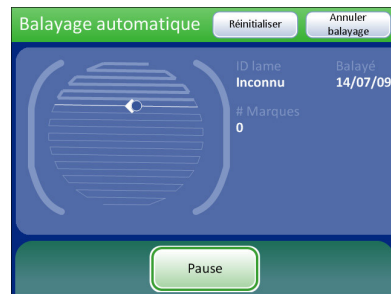 Balayage automatique
Réinitialiser
Annuler
balayage
ID lame
Balayé
Inconnu
14/07/09
# Marques
0
Pause